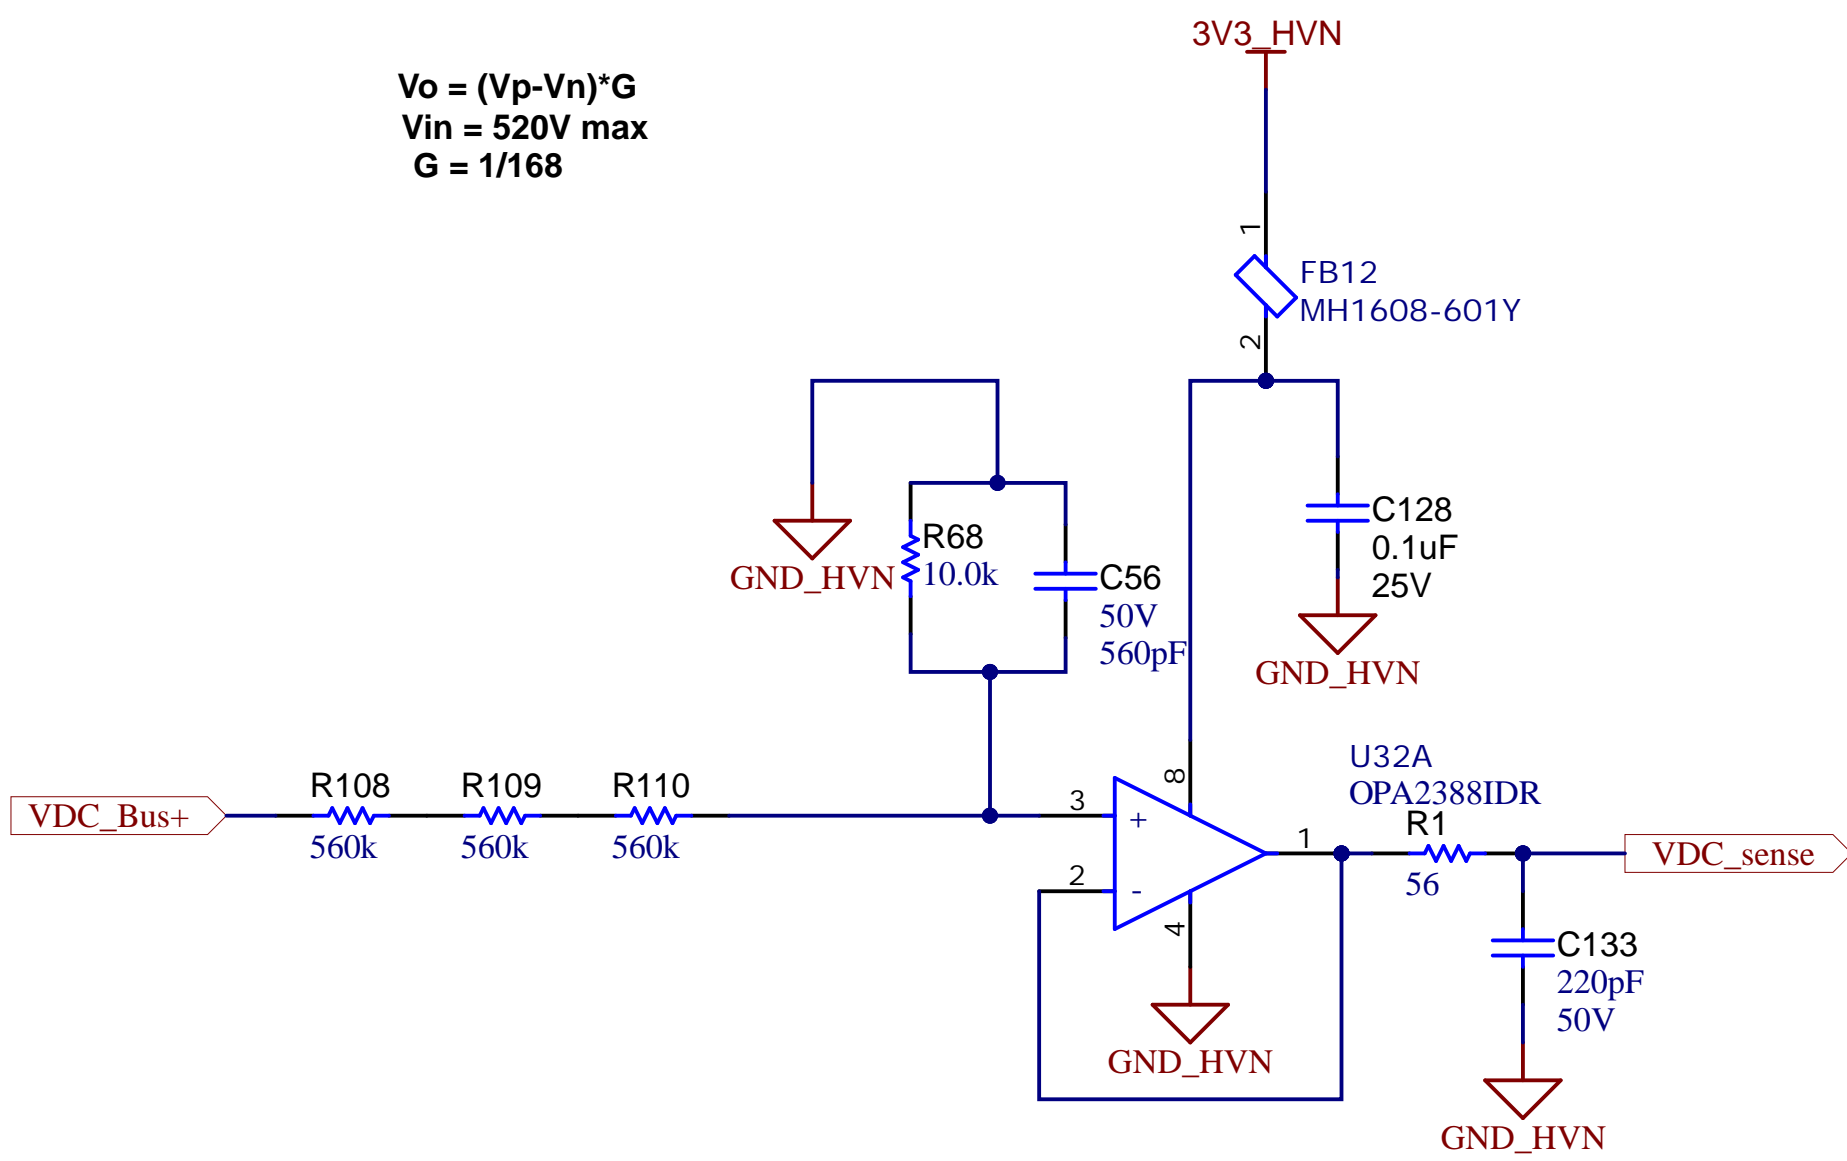 3V3_HVN
Vo = (Vp-Vn)*G
Vin = 520V max
G = 1/168
1
FB12
MH1608-601Y
2
R68
10.0k
GND_HVN
C56
50V
560pF
C128
0.1uF
25V
GND_HVN
VDC_Bus+
R108
560k
R109
560k
R110
560k
3
+
2
-
8
4
1
U32A
OPA2388IDR
R1
56
VDC_sense
C133
220pF
50V
GND_HVN
GND_HVN